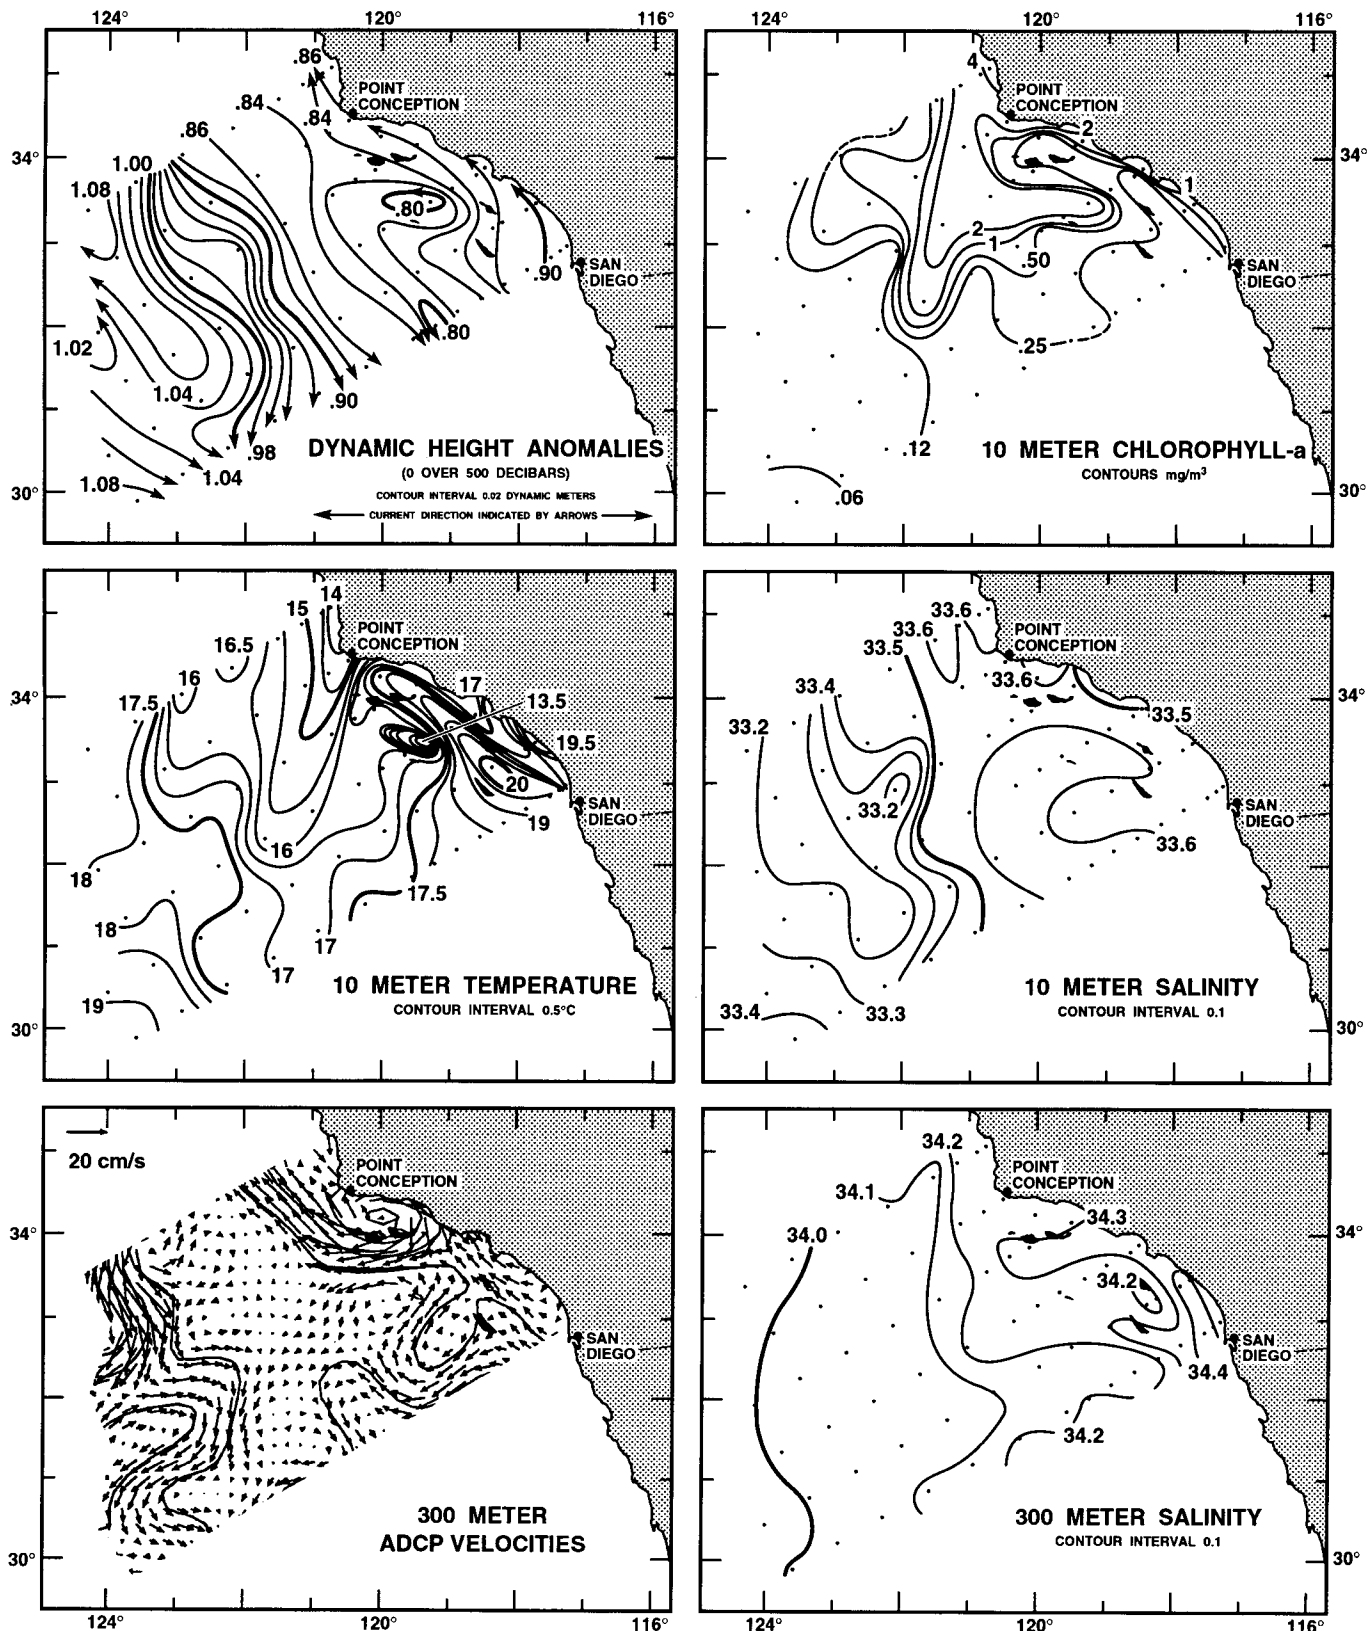 124°
120°
116°
.86
.84
POINT
CONCEPTION
.84
.86
34°
1.00
1.08
.80
.90
SAN
DIEGO
.80
1.02
1.04
.90
.98
1.04
1.08
30°
DYNAMIC HEIGHT ANOMALIES
(0 OVER 500 DECIBARS)
CONTOUR INTERVAL 0.02 DYNAMIC METERS
CURRENT DIRECTION INDICATED BY ARROWS
120°
116°
4
POINT
CONCEPTION
2
34°
1
2
1
.50
SAN
DIEGO
.25
.12
.06
10 METER CHLOROPHYLL-a
CONTOURS mg/m³
30°
14
15
16.5
POINT
CONCEPTION
16
17
34°
17.5
13.5
19.5
20
SAN
DIEGO
19
16
18
17.5
18
17
17
19
30°
10 METER TEMPERATURE
CONTOUR INTERVAL 0.5°C
33.6
33.6
33.5
POINT
CONCEPTION
33.6
34°
33.4
33.5
33.2
33.2
SAN
DIEGO
33.6
33.4
33.3
10 METER SALINITY
CONTOUR INTERVAL 0.1
30°
20 cm/s
POINT
CONCEPTION
34°
SAN
DIEGO
300 METER
ADCP VELOCITIES
30°
124°
120°
116°
34.2
POINT
CONCEPTION
34.1
34.3
34.0
34°
34.2
SAN
DIEGO
34.4
34.2
300 METER SALINITY
CONTOUR INTERVAL 0.1
30°
120°
116°